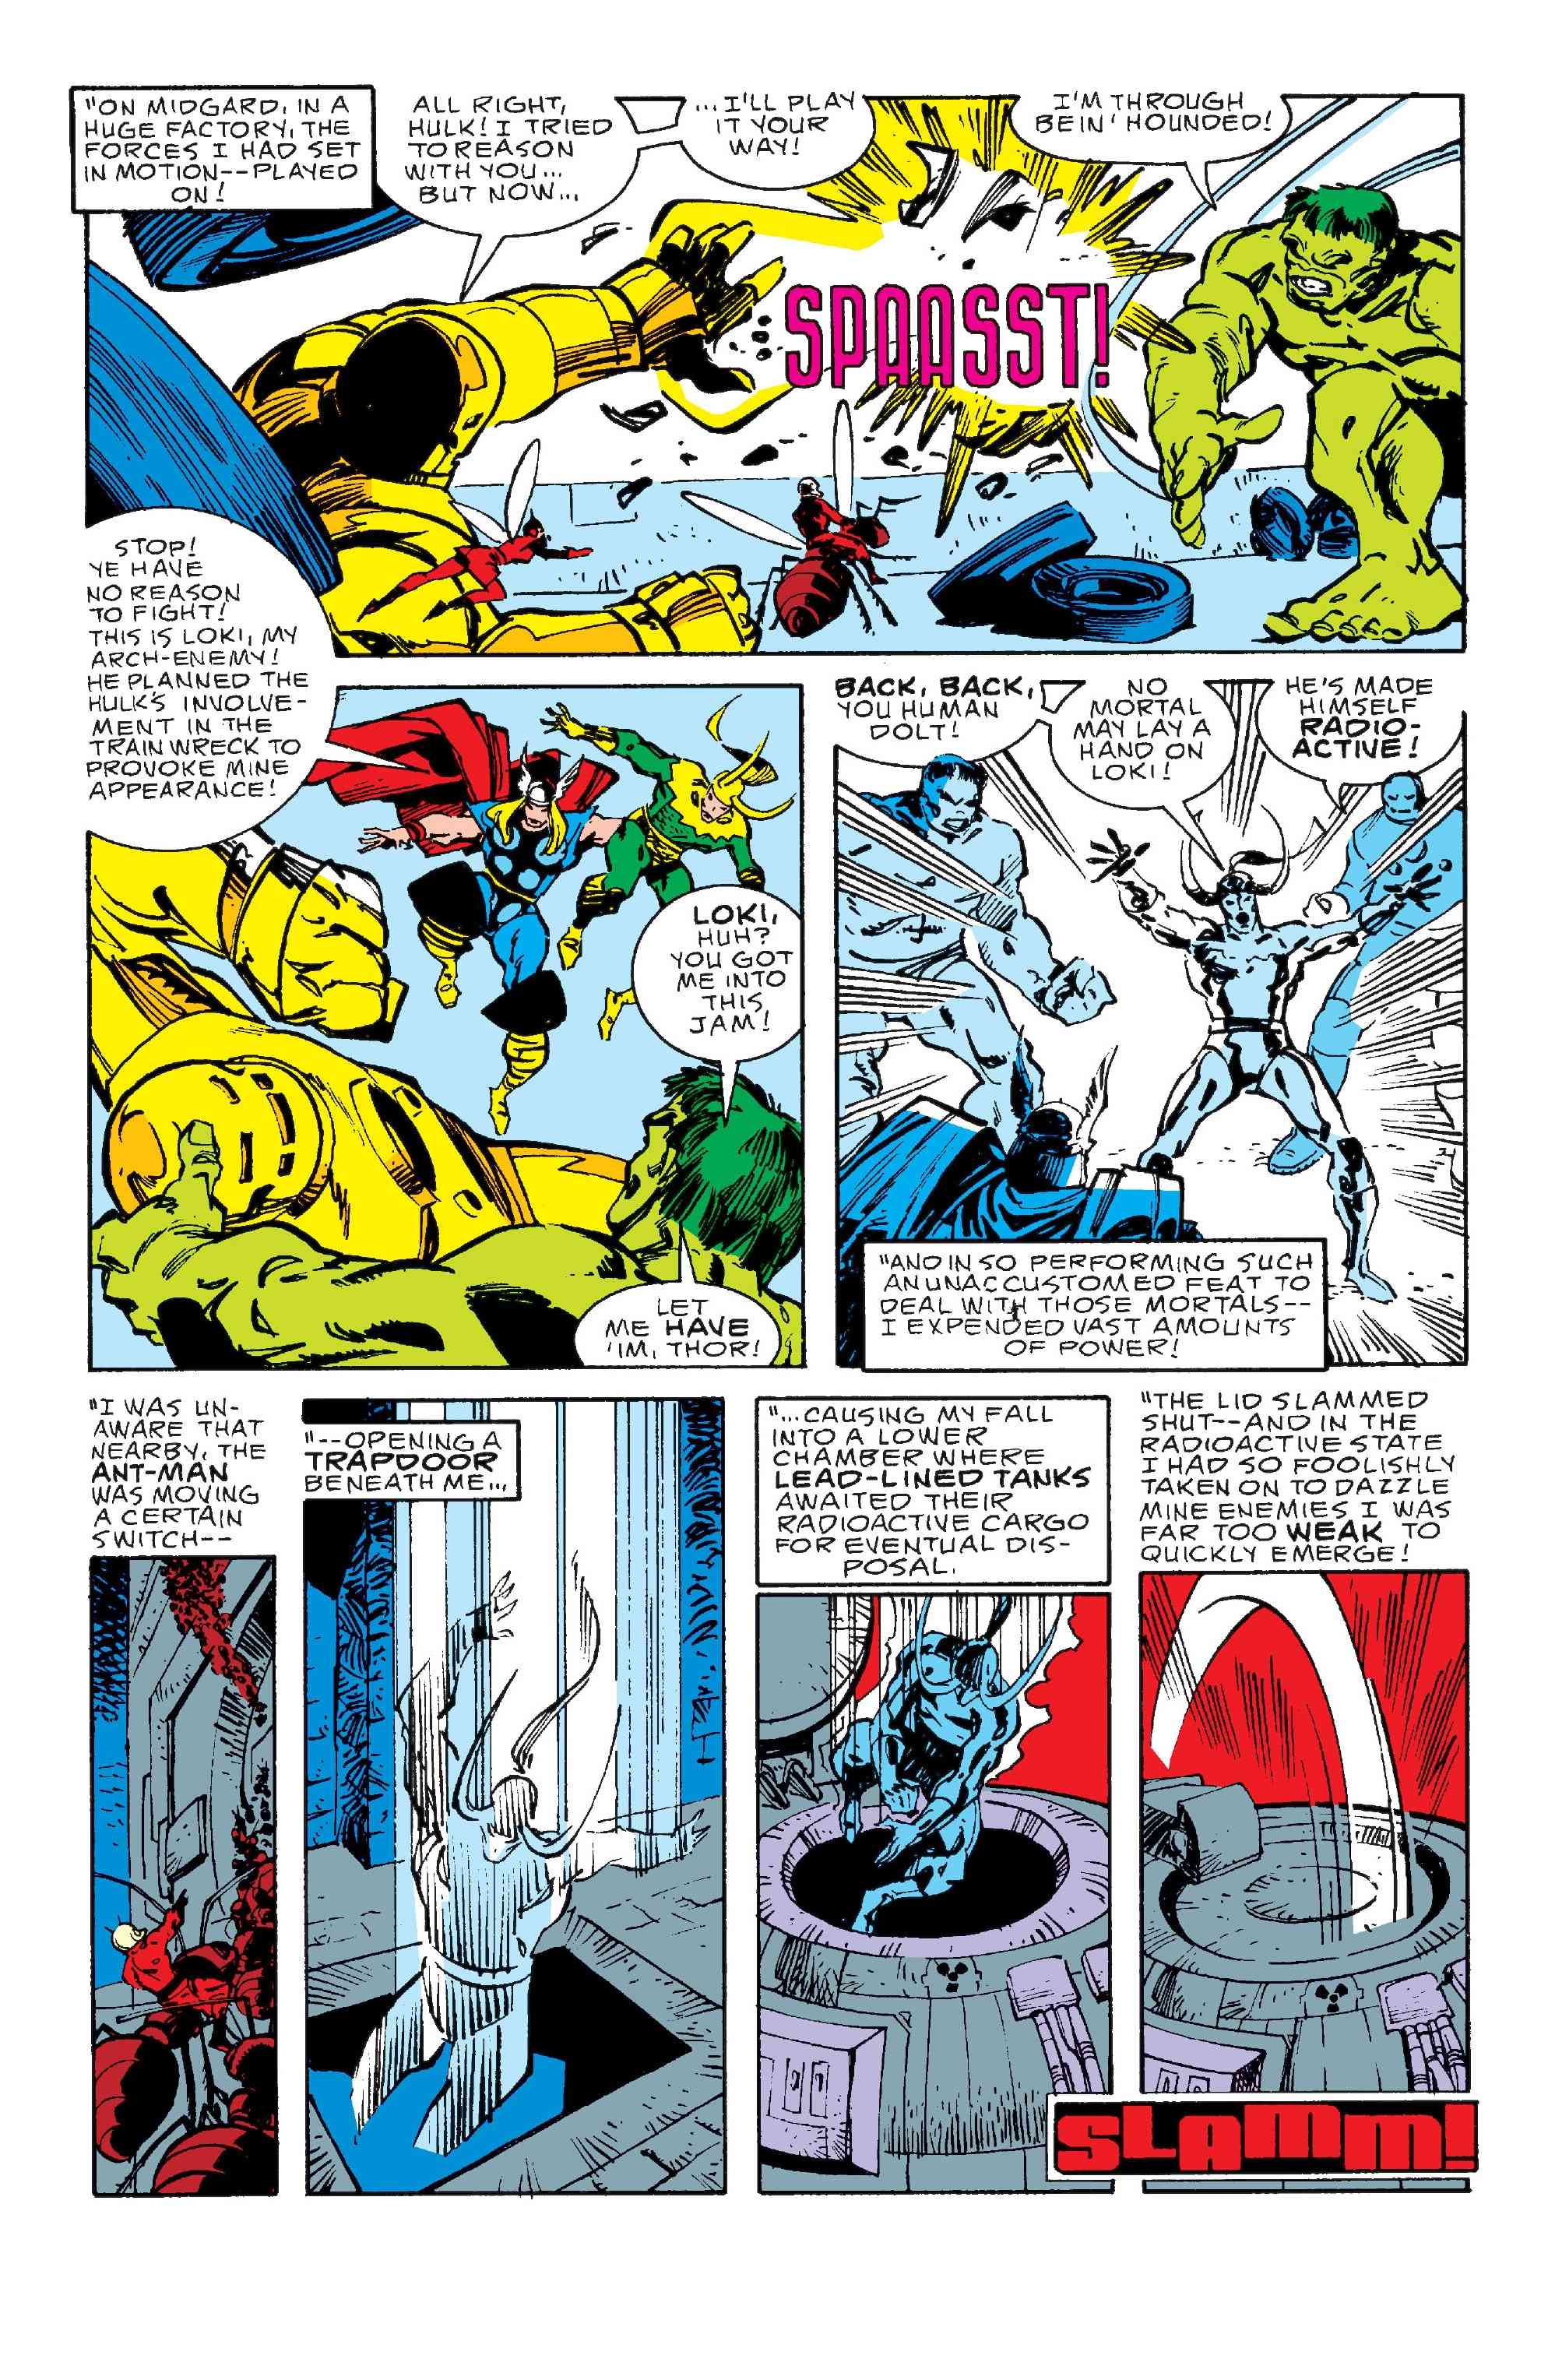 "ON MIDGARD, IN A
HUGE FACTORY, THE
FORCES I HAD SET
IN MOTION--PLAYED
ON!
ALL RIGHT,
HULK! I TRIED
TO REASON
WITH YOU...
BUT NOW...
...I'LL PLAY
IT YOUR
WAY!
I'M THROUGH
BEIN' HOUNDED!
SPAASST!
STOP!
YE HAVE
NO REASON
TO FIGHT!
THIS IS LOKI, MY
ARCH-ENEMY!
HE PLANNED THE
HULK'S INVOLVE-
MENT IN THE
TRAIN WRECK TO
PROVOKE MINE
APPEARANCE!
LOKI,
HUH?
YOU GOT
ME INTO
THIS
JAM!
LET
ME HAVE
'IM, THOR!
BACK, BACK,
YOU HUMAN
DOLT!
NO
MORTAL
MAY LAY A
HAND ON
LOKI!
HE'S MADE
HIMSELF
RADIO-
ACTIVE!
"AND IN SO PERFORMING SUCH
AN UNACCUSTOMED FEAT TO
DEAL WITH THOSE MORTALS--
I EXPENDED VAST AMOUNTS
OF POWER!
"I WAS UN-
AWARE THAT
NEARBY, THE
ANT-MAN
WAS MOVING
A CERTAIN
SWITCH--
"--OPENING A
TRAPDOOR
BENEATH ME...
"...CAUSING MY FALL
INTO A LOWER
CHAMBER WHERE
LEAD-LINED TANKS
AWAITED THEIR
RADIOACTIVE CARGO
FOR EVENTUAL DIS-
POSAL.
"THE LID SLAMMED
SHUT--AND IN THE
RADIOACTIVE STATE
I HAD SO FOOLISHLY
TAKEN ON TO DAZZLE
MINE ENEMIES I WAS
FAR TOO WEAK TO
QUICKLY EMERGE!
SLAMM!